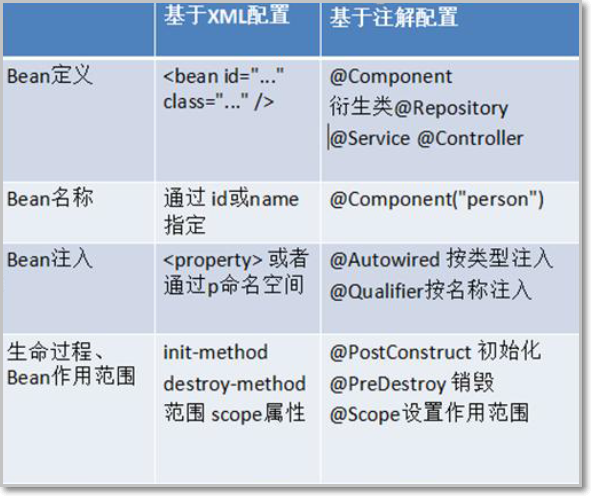 基于XML配置
基于注解配置
Bean定义
<bean id="..."
class="..." />
@Component
衍生类@Repository
@Service @Controller
Bean名称
通过 id或name
指定
@Component("person")
Bean注入
<property> 或者
通过p命名空间
@Autowired 按类型注入
@Qualifier按名称注入
生命过程、
Bean作用范围
init-method
destroy-method
范围 scope属性
@PostConstruct 初始化
@PreDestroy 销毁
@Scope设置作用范围